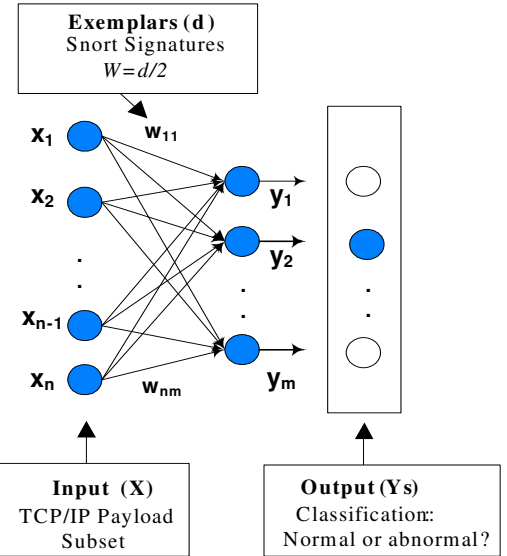 Exemplars (d)
Snort Signatures
W=d/2
x1
w11
x2
.
.
xn-1
xn
wnm
y1
y2
.
.
ym
.
.
Input (X)
TCP/IP Payload
Subset
Output (Ys)
Classification::
Normal or abnormal?